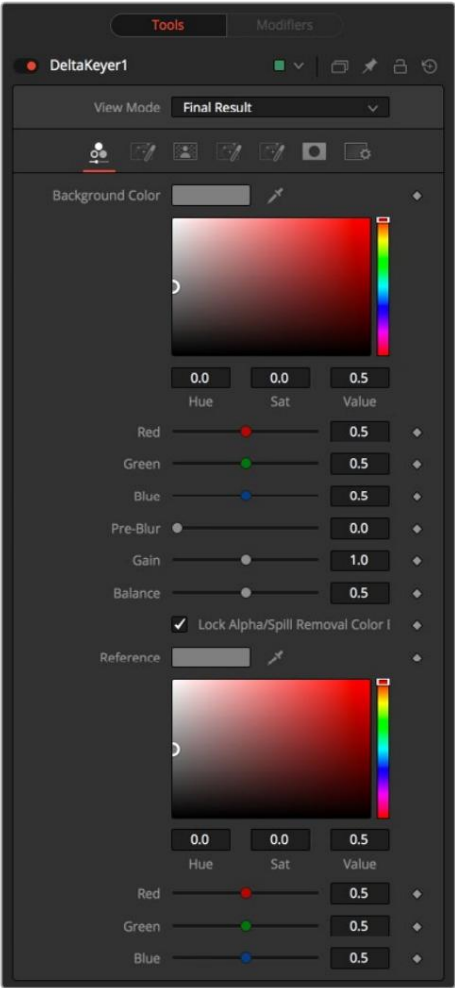 Tools Modifiers
DeltaKeyer1
View Mode Final Result
Background Color
0.0 0.0 0.5
Hue Sat Value
Red 0.5
Green 0.5
Blue 0.5
Pre-Blur 0.0
Gain 1.0
Balance 0.5
Lock Alpha/Spill Removal Color
Reference
0.0 0.0 0.5
Hue Sat Value
Red 0.5
Green 0.5
Blue 0.5